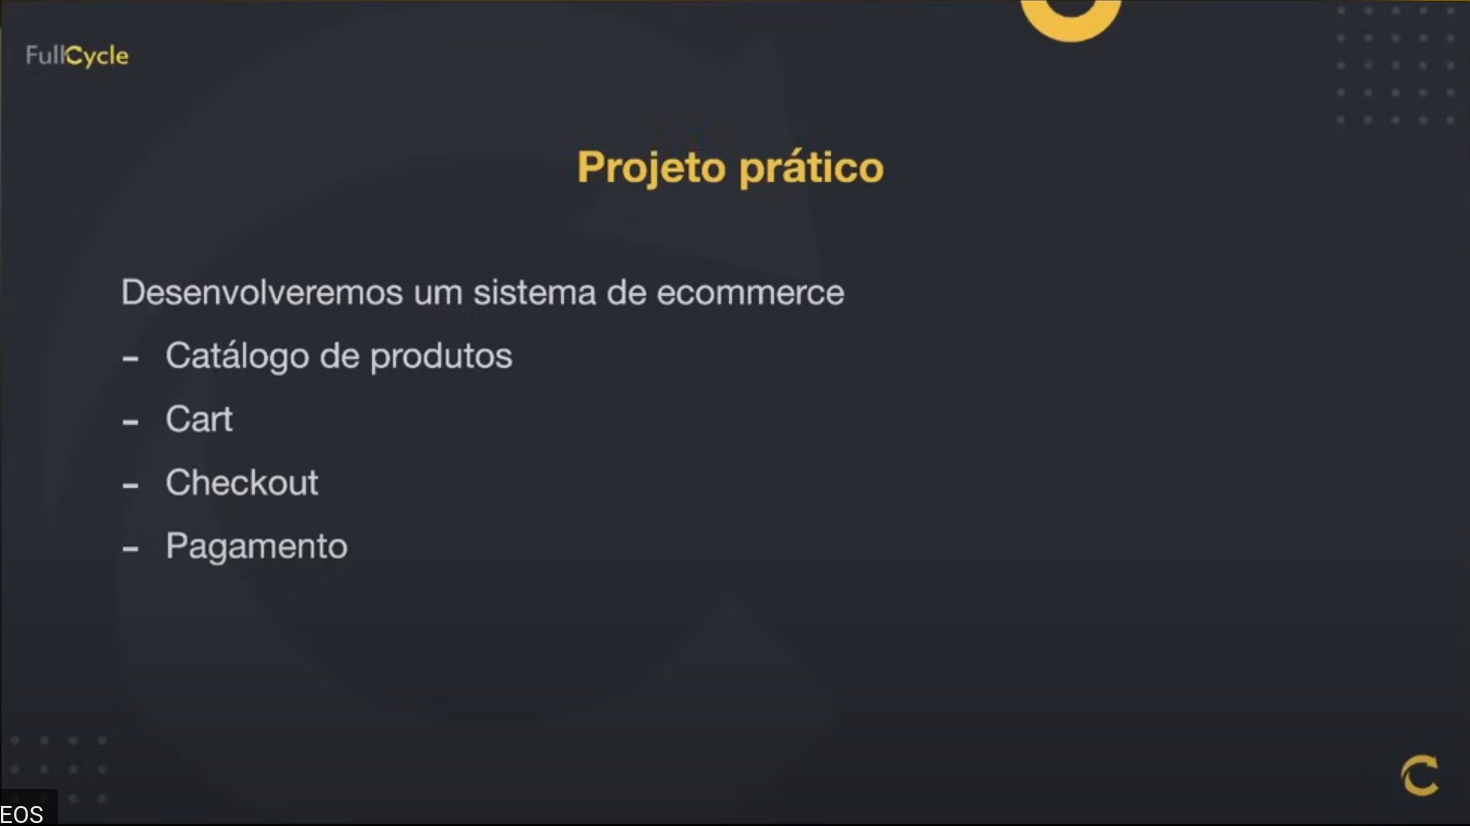 FullCycle
Projeto prático
Desenvolveremos um sistema de ecommerce
- Catálogo de produtos
- Cart
- Checkout
- Pagamento
EOS